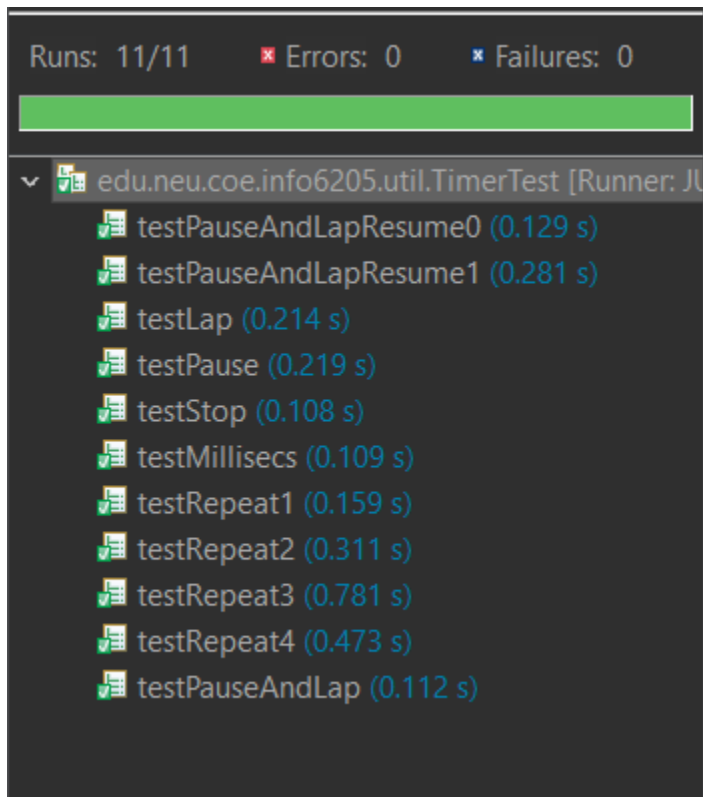 Runs: 11/11 Errors: 0 Failures: 0
edu.neu.coe.info6205.util.TimerTest [Runner:
testPauseAndLapResume0 (0.129 s)
testPauseAndLapResume1 (0.281 s)
testLap (0.214 s)
testPause (0.219 s)
testStop (0.108 s)
testMillisecs (0.109 s)
testRepeat1 (0.159 s)
testRepeat2 (0.311 s)
testRepeat3 (0.781 s)
testRepeat4 (0.473 s)
testPauseAndLap (0.112 s)